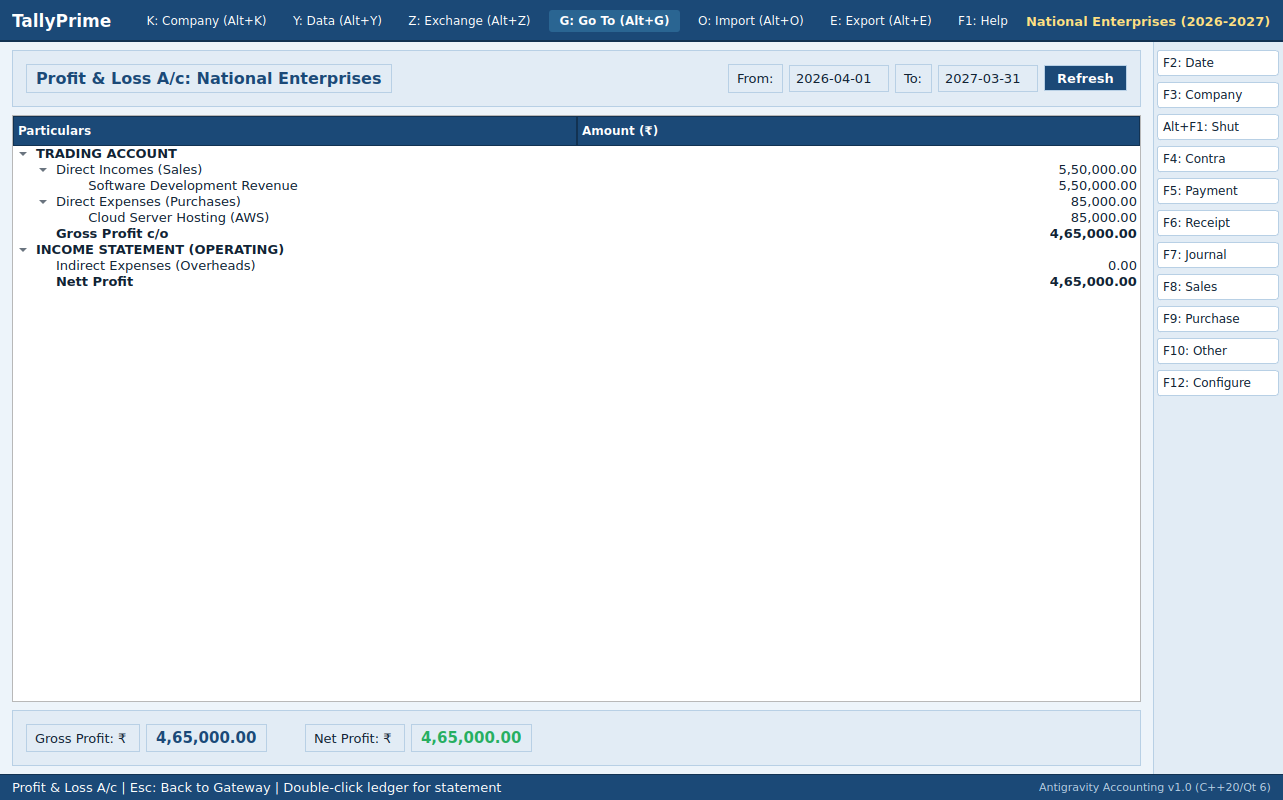 TallyPrime K: Company (Alt+K) Y: Data (Alt+Y) Z: Exchange (Alt+Z) G: Go To (Alt+G) O: Import (Alt+O) E: Export (Alt+E) F1: Help National Enterprises (2026-2027)
Profit & Loss A/c: National Enterprises From: 2026-04-01 To: 2027-03-31 Refresh
Particulars Amount (₹)
TRADING ACCOUNT
Direct Incomes (Sales) 5,50,000.00
Software Development Revenue 5,50,000.00
Direct Expenses (Purchases) 85,000.00
Cloud Server Hosting (AWS) 85,000.00
Gross Profit c/o 4,65,000.00
INCOME STATEMENT (OPERATING)
Indirect Expenses (Overheads) 0.00
Nett Profit 4,65,000.00
Gross Profit: ₹ 4,65,000.00 Net Profit: ₹ 4,65,000.00
F2: Date
F3: Company
Alt+F1: Shut
F4: Contra
F5: Payment
F6: Receipt
F7: Journal
F8: Sales
F9: Purchase
F10: Other
F12: Configure
Profit & Loss A/c | Esc: Back to Gateway | Double-click ledger for statement Antigravity Accounting v1.0 (C++20/Qt 6)